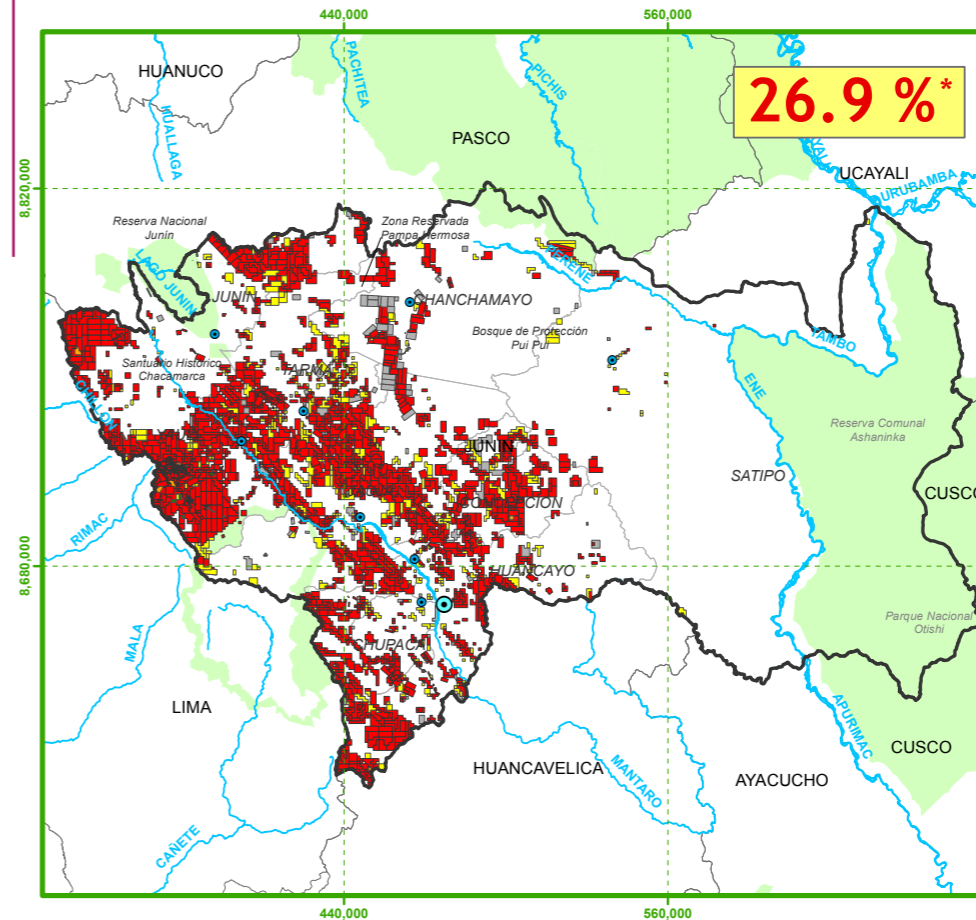 440,000
560,000
HUANUCO
PACHITEA
PICHIS
26.9 %*
HUALLAGA
PASCO
UCAYALI
URUBAMBA
8,820,000
Reserva Nacional
Junín
Zona Reservada
Pampa Hermosa
LAGO JUNIN
PERENE
JUNIN
CHANCHAMAYO
Bosque de Protección
Pui Pui
TAMBO
Santuario Histórico
Chacamarca
TARMA
CHILLON
ENE
Reserva Comunal
Ashaninka
JUNIN
SATIPO
CUSCO
CONCEPCION
RIMAC
8,680,000
HUANCAYO
MALA
Parque Nacional
Otishi
CHUPACA
LIMA
APURIMAC
CUSCO
HUANCAVELICA
AYACUCHO
MANTARO
CAÑETE
440,000
560,000